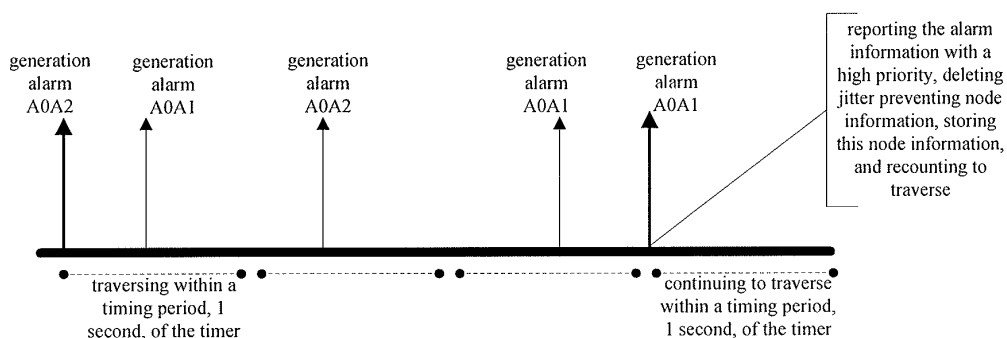 generation
alarm
A0A2
generation
alarm
A0A1
generation
alarm
A0A2
generation
alarm
A0A1
generation
alarm
A0A1
reporting the alarm
information with a
high priority, deleting
jitter preventing node
information, storing
this node information,
and recounting to
traverse
traversing within a
timing period, 1
second, of the timer
continuing to traverse
within a timing period,
1 second, of the timer